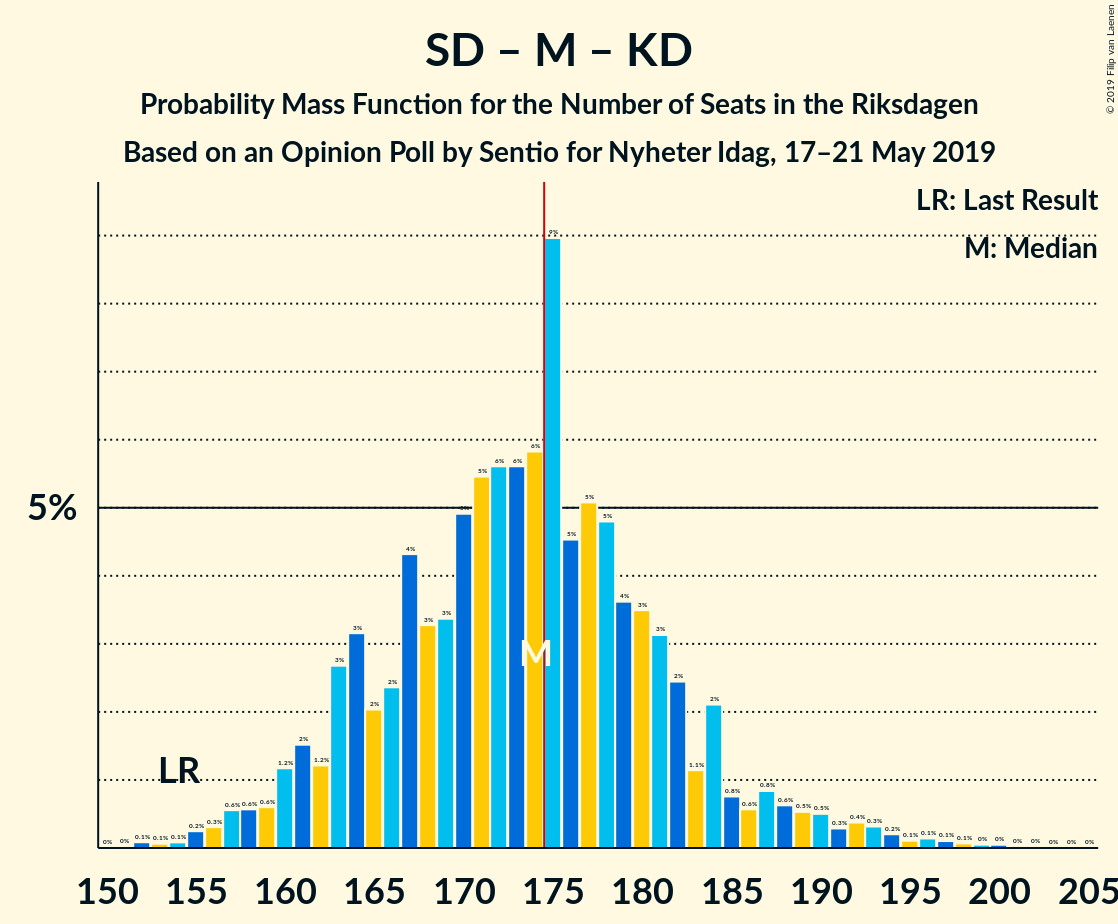 SD – M – KD
Probability Mass Function for the Number of Seats in the Riksdagen
Based on an Opinion Poll by Sentio for Nyheter Idag, 17–21 May 2019
© 2019 Filip van Laenen
LR: Last Result
M: Median
5%
LR
M
0% 0% 0.1% 0.1% 0.1% 0.2% 0.3% 0.6% 0.6% 0.6% 1.2% 2% 1.2% 3% 3% 2% 2% 4% 3% 3% 5% 5% 6% 6% 6% 9% 5% 5% 5% 4% 3% 3% 2% 1.1% 2% 0.8% 0.6% 0.8% 0.6% 0.5% 0.5% 0.3% 0.4% 0.3% 0.2% 0.1% 0.1% 0.1% 0.1% 0% 0% 0% 0% 0% 0% 0%
150 155 160 165 170 175 180 185 190 195 200 205